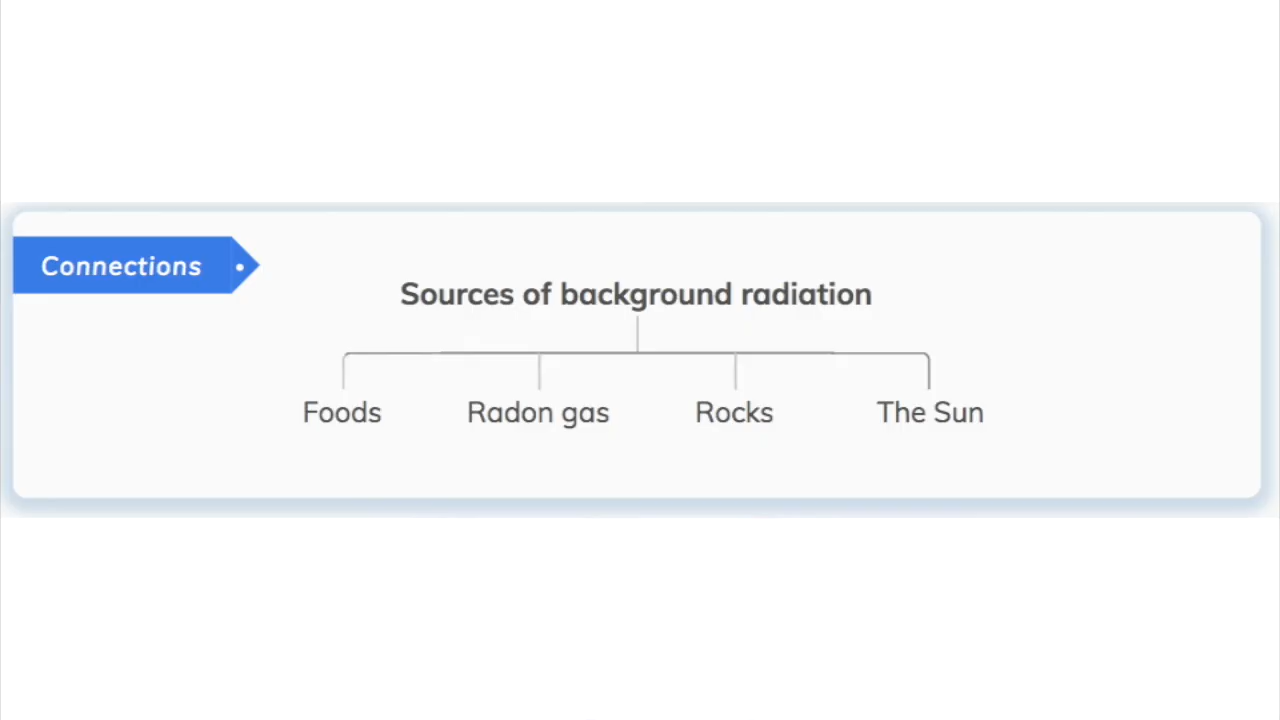 Connections
Sources of background radiation
Foods Radon gas Rocks The Sun